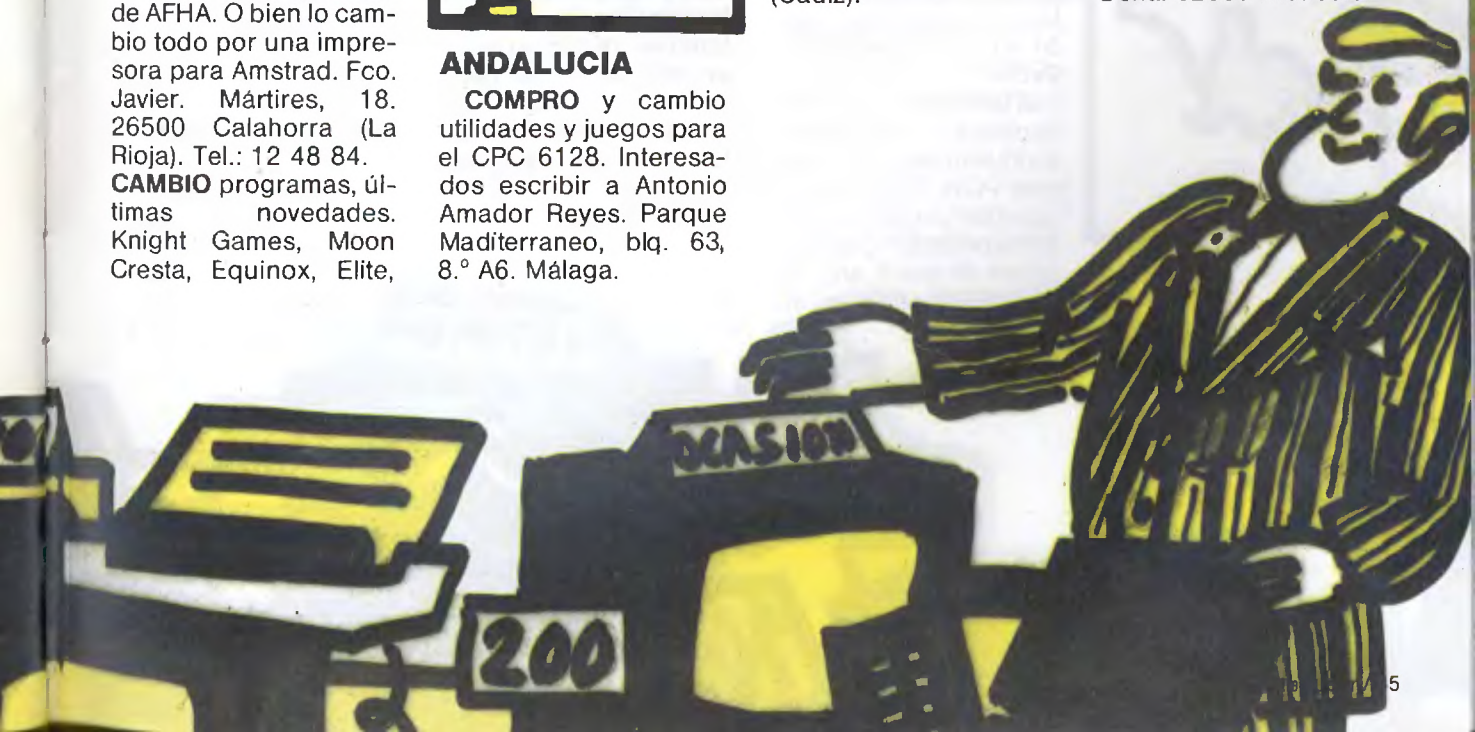 de AFHA. O bien lo cam-
bio todo por una impre-
sora para Amstrad. Fco.
Javier. Mártires, 18.
26500 Calahorra (La
Rioja). Tel.: 12 48 84.
CAMBIO programas, úl-
timas novedades.
Knight Games, Moon
Cresta, Equinox, Elite,
ANDALUCIA
COMPRO y cambio
utilidades y juegos para
el CPC 6128. Interesa-
dos escribir a Antonio
Amador Reyes. Parque
Maditerraneo, blq. 63,
8.º A6. Málaga.
(Cádiz).
OCASION
200
5